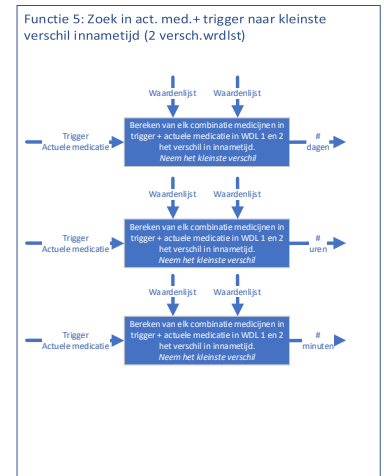 Functie 5: Zoek in act. med.+ trigger naar kleinste
verschil innametijd (2 versch.wrdlst)
Waardenlijst Waardenlijst
Trigger
Actuele medicatie
Bereken van elk combinatie medicijnen in
trigger + actuele medicatie in WDL 1 en 2
het verschil in innametijd.
Neem het kleinste verschil
#
dagen
Waardenlijst Waardenlijst
Trigger
Actuele medicatie
Bereken van elk combinatie medicijnen in
trigger + actuele medicatie in WDL 1 en 2
het verschil in innametijd.
Neem het kleinste verschil
#
uren
Waardenlijst Waardenlijst
Trigger
Actuele medicatie
Bereken van elk combinatie medicijnen in
trigger + actuele medicatie in WDL 1 en 2
het verschil in innametijd.
Neem het kleinste verschil
#
minuten